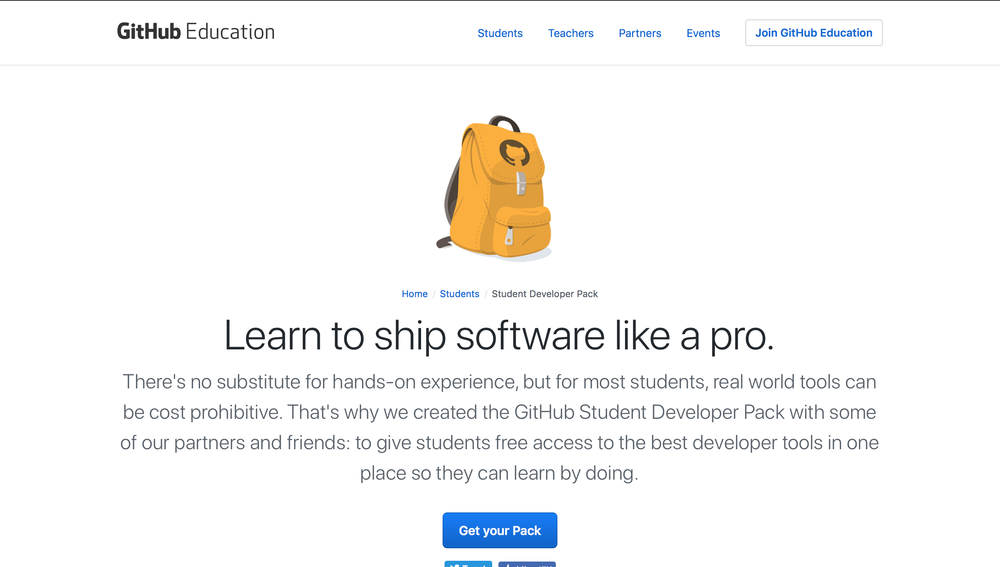 GitHub Education
Students Teachers Partners Events Join GitHub Education
Home / Students / Student Developer Pack
Learn to ship software like a pro.
There's no substitute for hands-on experience, but for most students, real world tools can
be cost prohibitive. That's why we created the GitHub Student Developer Pack with some
of our partners and friends: to give students free access to the best developer tools in one
place so they can learn by doing.
Get your Pack